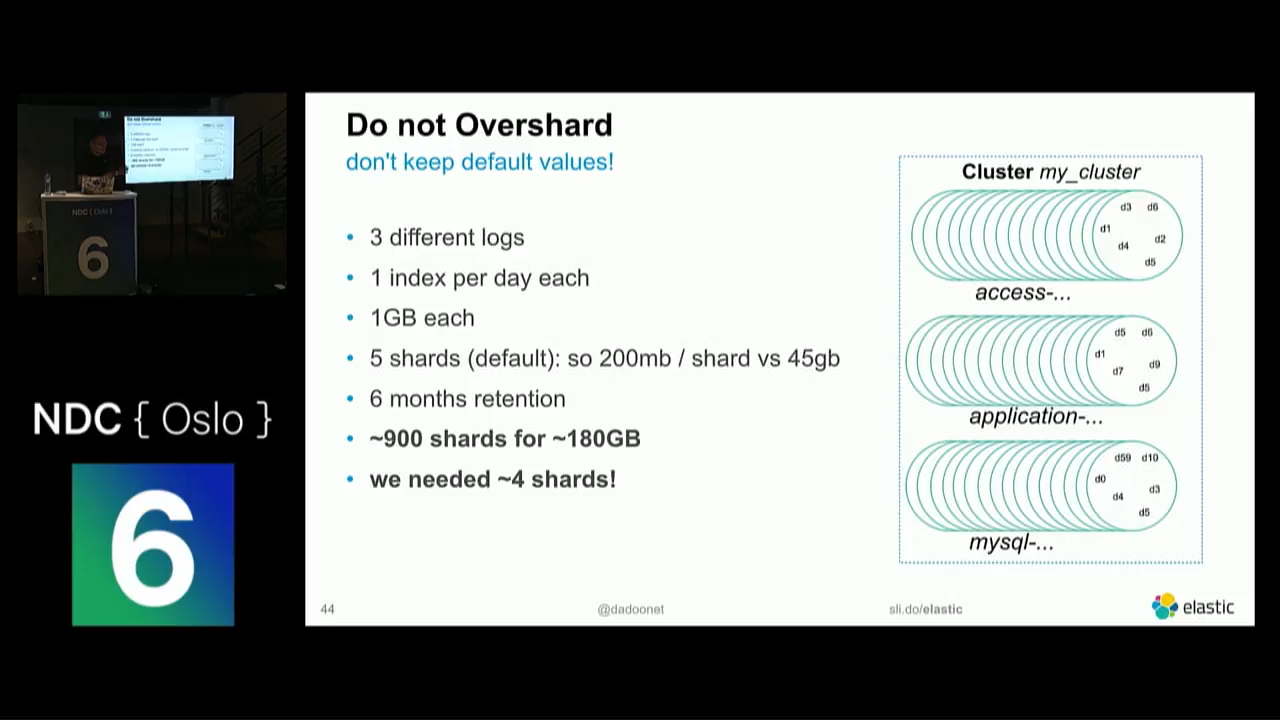 Do not Overshard
don't keep default values!
• 3 different logs
• 1 index per day each
• 1GB each
• 5 shards (default): so 200mb / shard vs 45gb
• 6 months retention
• ~900 shards for ~180GB
• we needed ~4 shards!
Cluster my_cluster
d3 d6
d1
d2
d4
d5
access-...
d5 d6
d1
d9
d7
d5
application-...
d59 d10
d0
d3
d4
d5
mysql-...
44
@dadoonet
sli.do/elastic
elastic
NDC { Oslo }
6
NDC { Oslo }
6
Do not Overshard